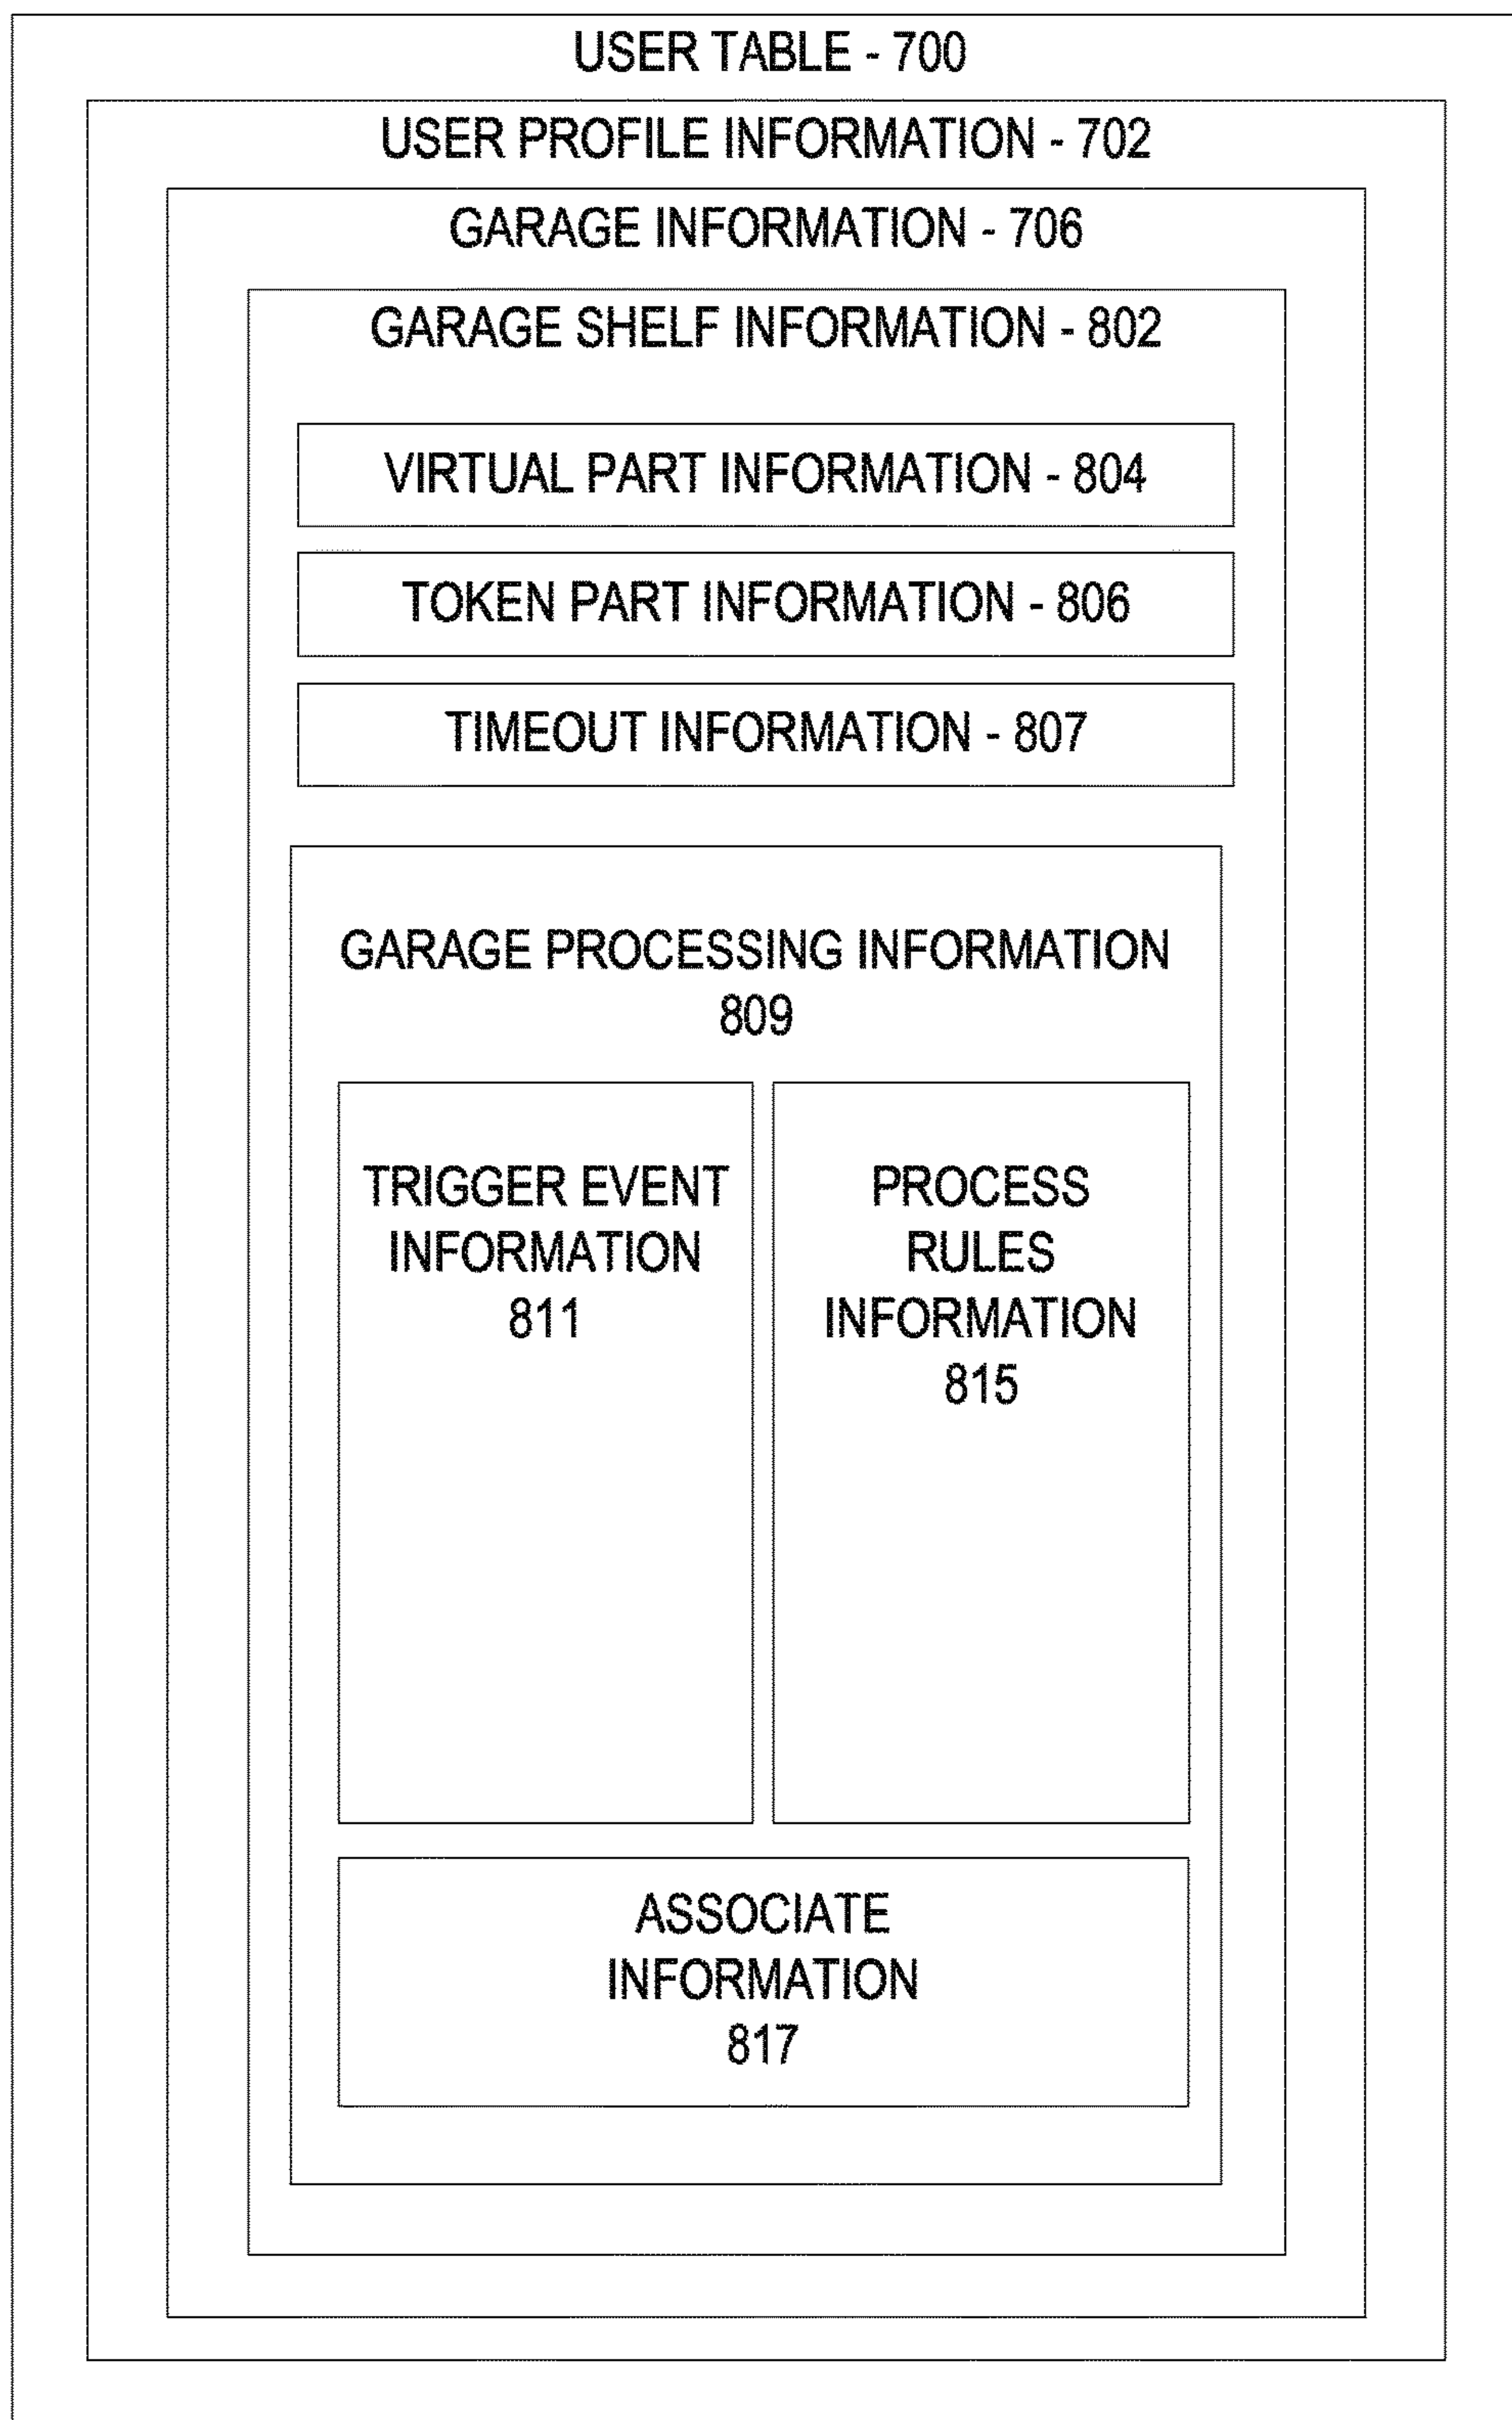 USER TABLE - 700
USER PROFILE INFORMATION - 702
GARAGE INFORMATION - 706
GARAGE SHELF INFORMATION - 802
VIRTUAL PART INFORMATION - 804
TOKEN PART INFORMATION - 806
TIMEOUT INFORMATION - 807
GARAGE PROCESSING INFORMATION
809
TRIGGER EVENT
INFORMATION
811
PROCESS
RULES
INFORMATION
815
ASSOCIATE
INFORMATION
817